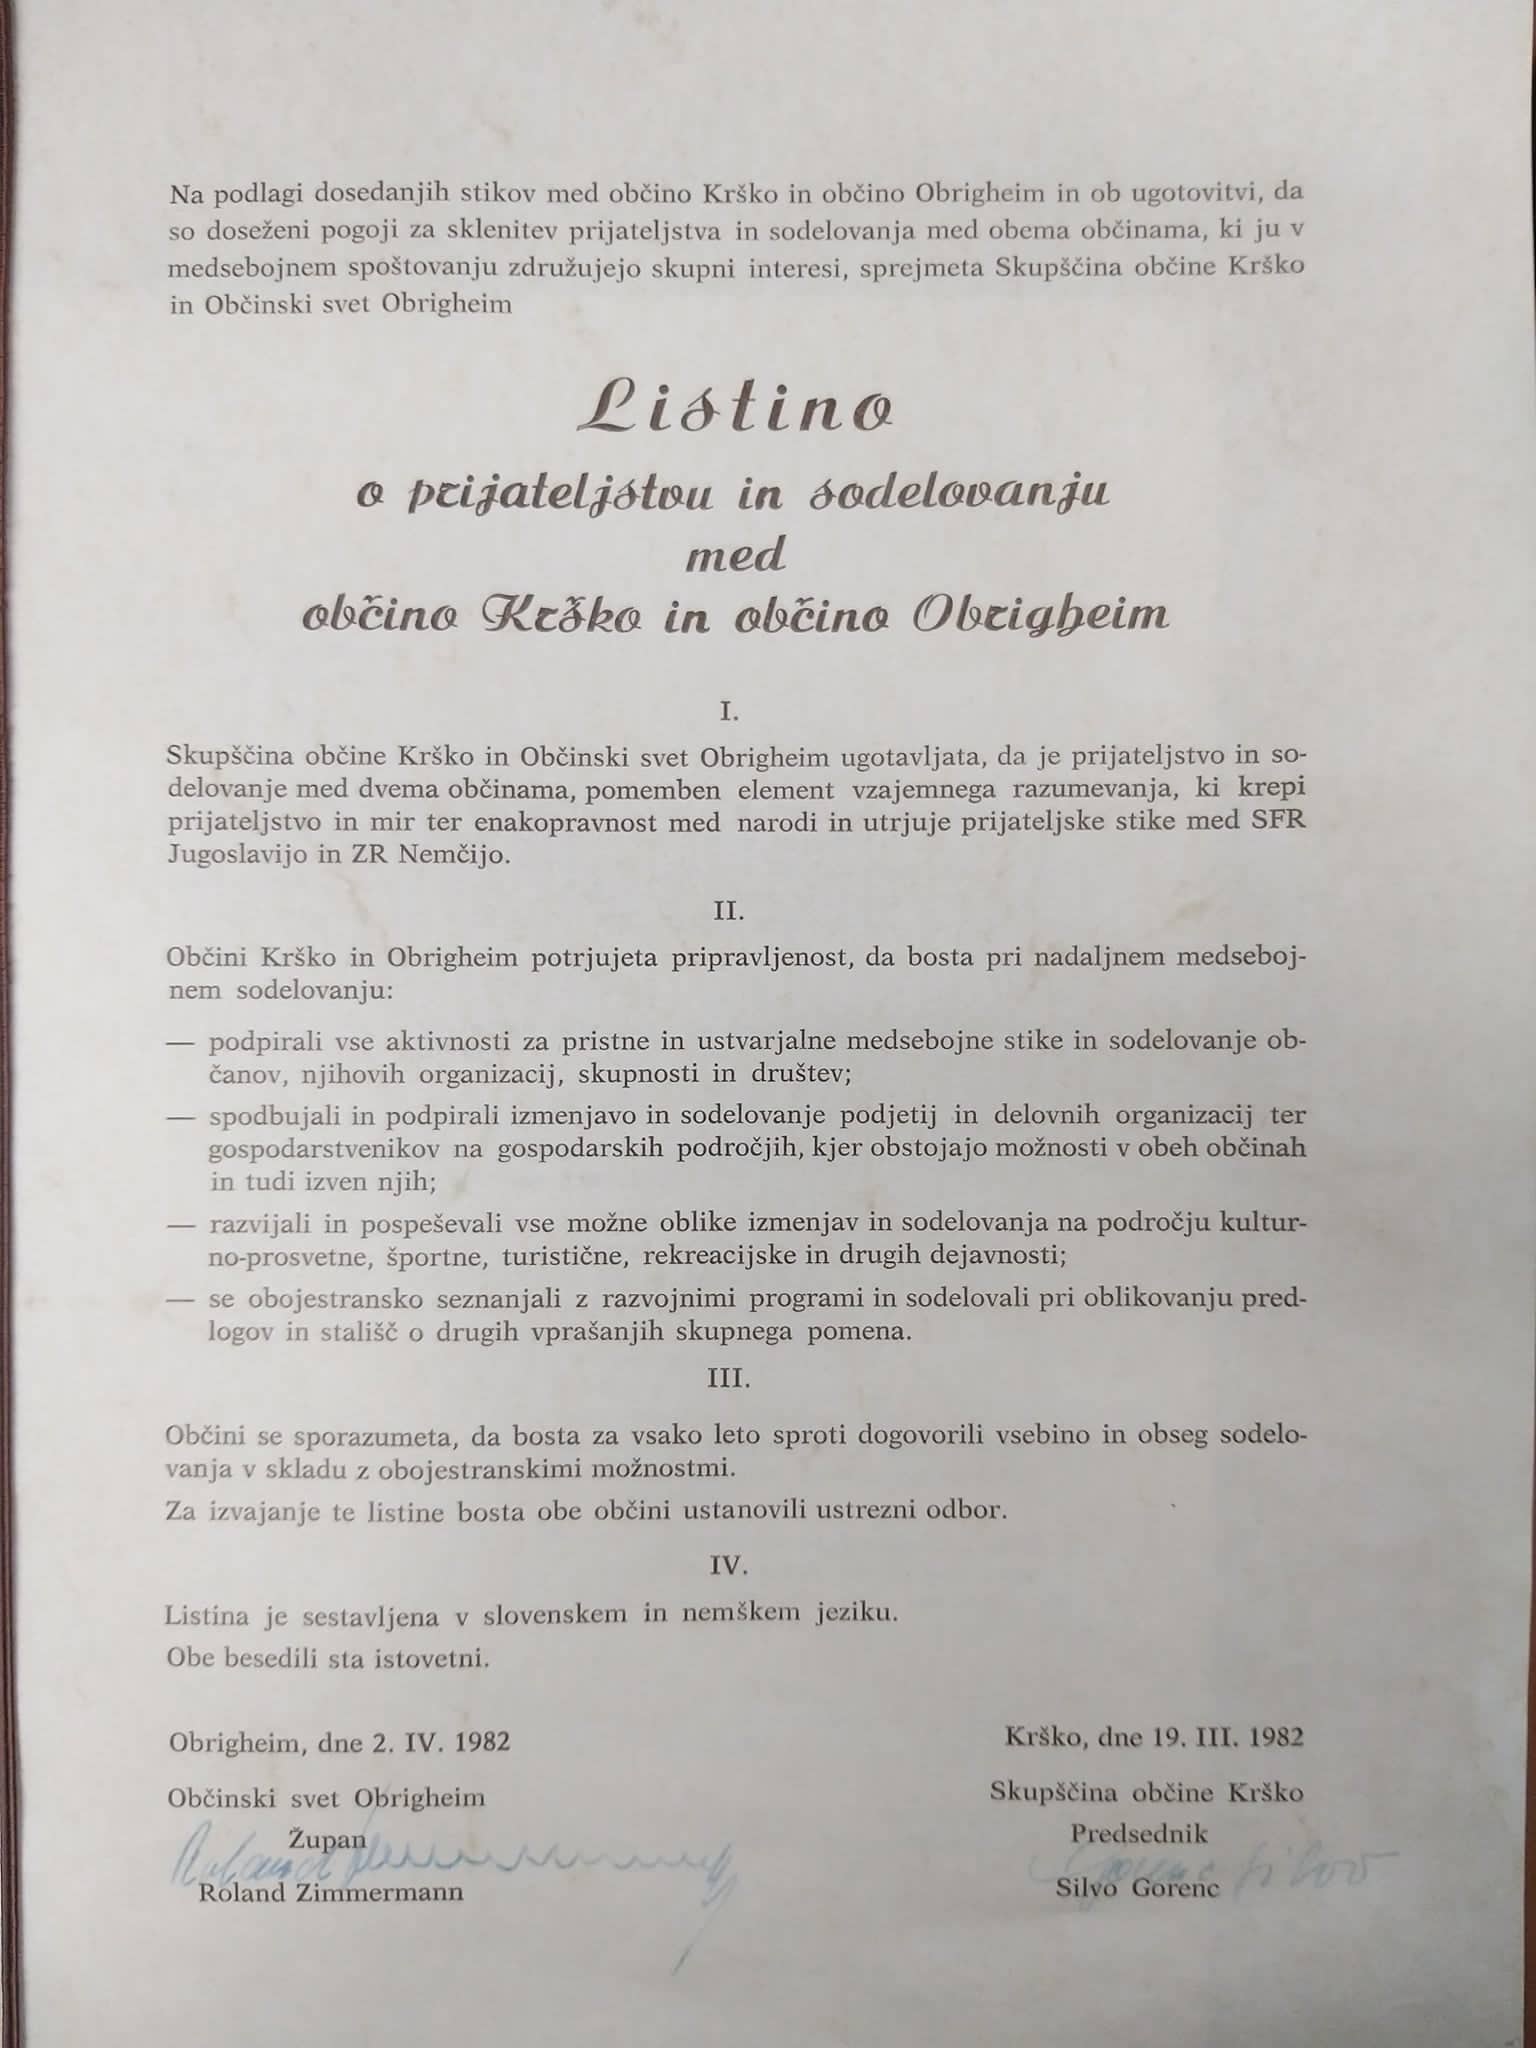 Na podlagi dosedanjih stikov med občino Krško in občino Obrigheim in ob ugotovitvi, da
so doseženi pogoji za sklenitev prijateljstva in sodelovanja med obema občinama, ki ju v
medsebojnem spoštovanju združujejo skupni interesi, sprejmeta Skupščina občine Krško
in Občinski svet Obrigheim
Listino
o prijateljstvu in sodelovanju
med
občino Krško in občino Obrigheim
I.
Skupščina občine Krško in Občinski svet Obrigheim ugotavljata, da je prijateljstvo in so-
delovanje med dvema občinama, pomemben element vzajemnega razumevanja, ki krepi
prijateljstvo in mir ter enakopravnost med narodi in utrjuje prijateljske stike med SFR
Jugoslavijo in ZR Nemčijo.
II.
Občini Krško in Obrigheim potrjujeta pripravljenost, da bosta pri nadaljnem medseboj-
nem sodelovanju:
— podpirali vse aktivnosti za pristne in ustvarjalne medsebojne stike in sodelovanje ob-
čanov, njihovih organizacij, skupnosti in društev;
— spodbujali in podpirali izmenjavo in sodelovanje podjetij in delovnih organizacij ter
gospodarstvenikov na gospodarskih področjih, kjer obstojajo možnosti v obeh občinah
in tudi izven njih;
— razvijali in pospeševali vse možne oblike izmenjav in sodelovanja na področju kultur-
no-prosvetne, športne, turistične, rekreacijske in drugih dejavnosti;
— se obojestransko seznanjali z razvojnimi programi in sodelovali pri oblikovanju pred-
logov in stališč o drugih vprašanjih skupnega pomena.
III.
Občini se sporazumeta, da bosta za vsako leto sproti dogovorili vsebino in obseg sodelo-
vanja v skladu z obojestranskimi možnostmi.
Za izvajanje te listine bosta obe občini ustanovili ustrezni odbor.
IV.
Listina je sestavljena v slovenskem in nemškem jeziku.
Obe besedili sta istovetni.
Obrigheim, dne 2. IV. 1982
Občinski svet Obrigheim
Župan
Roland Zimmermann
Roland Zimmermann
Krško, dne 19. III. 1982
Skupščina občine Krško
Predsednik
Gorenc Silvo
Silvo Gorenc